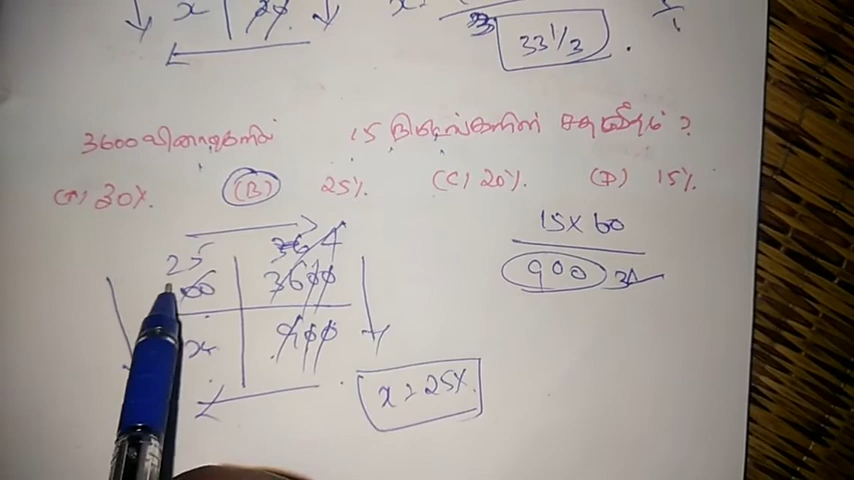 x
33 1/3
3600 வினாடிகளில் 15 நிமிடங்களின் சதவீதம் ?
(A) 30%. (B) 25%. (C) 20%. (D) 15%.
15 x 60
25 36 4
100 3600 900
x 900
x = 25%